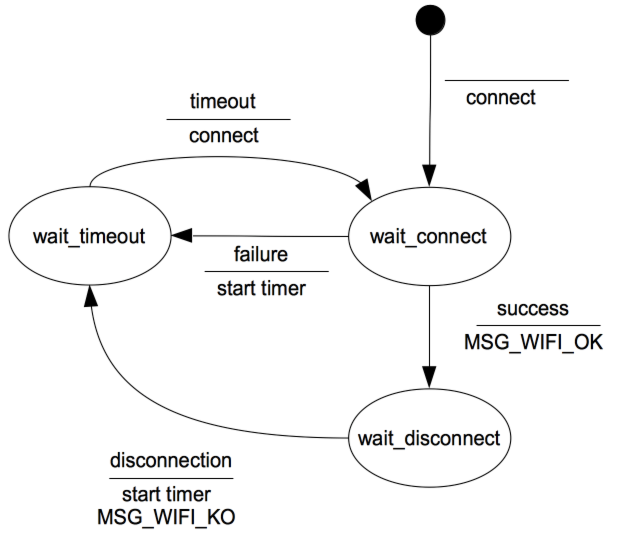 connect
timeout
connect
wait_timeout
wait_connect
failure
start timer
success
MSG_WIFI_OK
wait_disconnect
disconnection
start timer
MSG_WIFI_KO